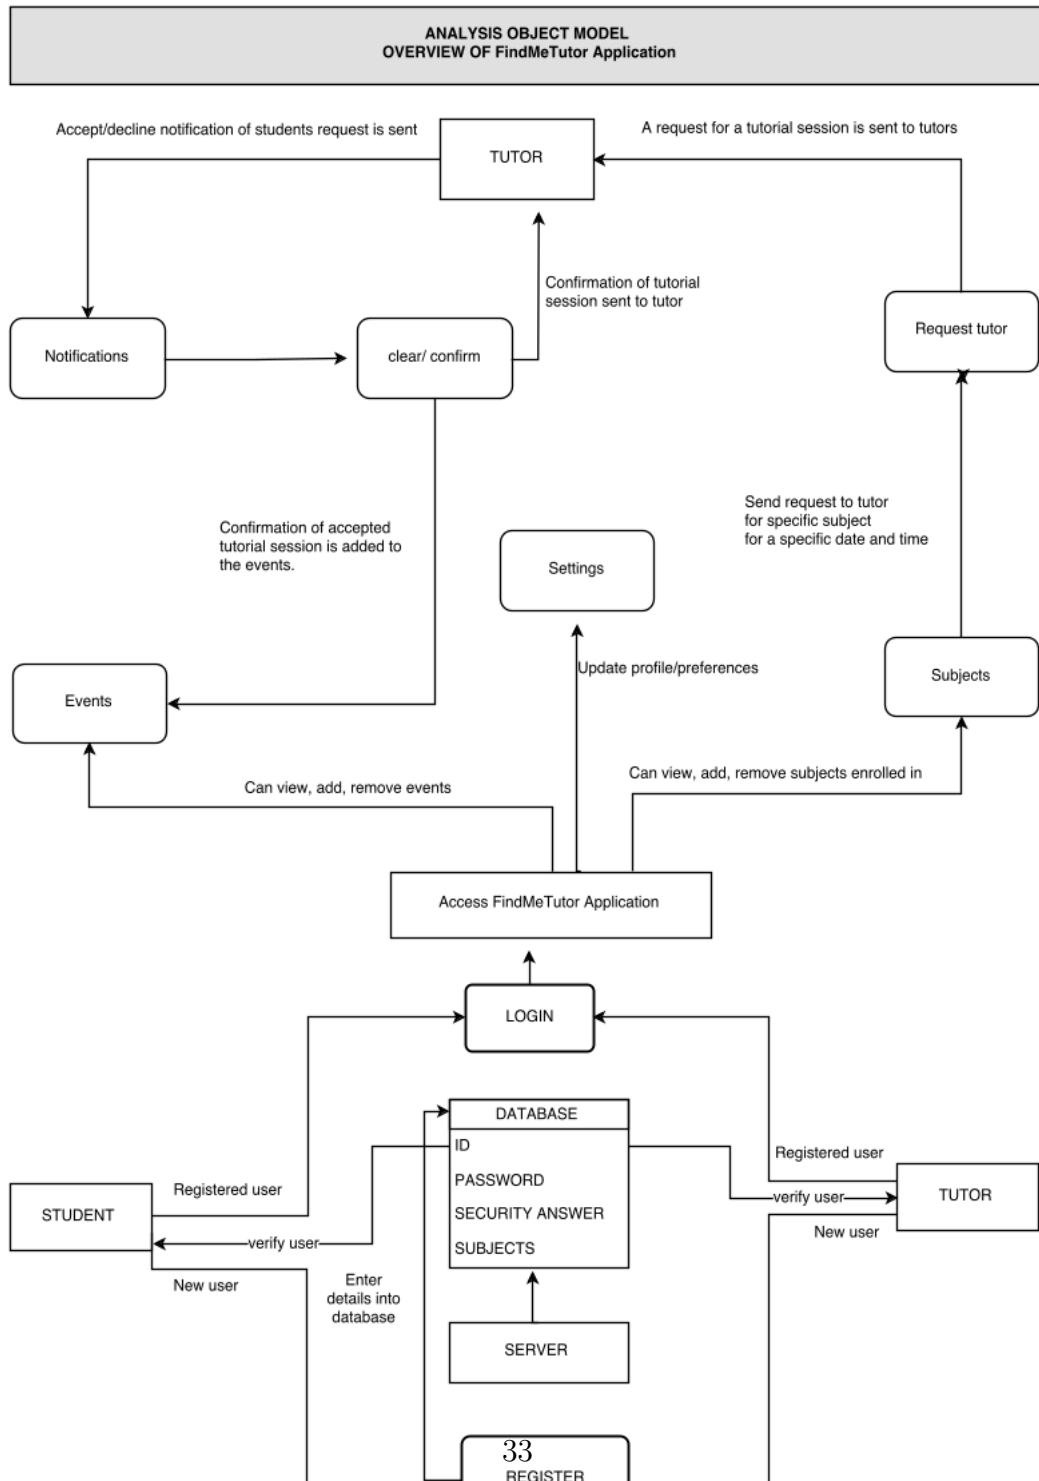 ANALYSIS OBJECT MODEL
OVERVIEW OF FindMeTutor Application
Accept/decline notification of students request is sent
TUTOR
A request for a tutorial session is sent to tutors
Confirmation of tutorial
session sent to tutor
Notifications
clear/ confirm
Request tutor
Send request to tutor
for specific subject
for a specific date and time
Confirmation of accepted
tutorial session is added to
the events.
Settings
Update profile/preferences
Subjects
Events
Can view, add, remove events
Can view, add, remove subjects enrolled in
Access FindMeTutor Application
LOGIN
DATABASE
ID
PASSWORD
SECURITY ANSWER
SUBJECTS
Registered user
STUDENT
verify user
New user
Registered user
verify user
TUTOR
New user
Enter
details into
database
SERVER
33
REGISTER